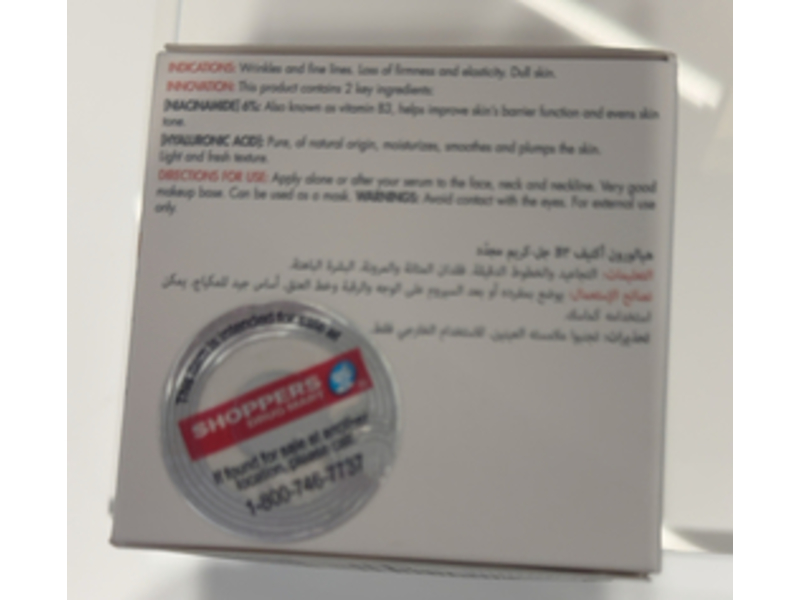 INDICATIONS: Wrinkles and fine lines. Loss of firmness and elasticity. Dull skin.
INNOVATION: This product contains 2 key ingredients:
[NIACINAMIDE] 6%: Also known as vitamin B3, helps improve skin's barrier function and evens skin
tone.
[HYALURONIC ACID]: Pure, of natural origin, moisturizes, smoothes and plumps the skin.
Light and fresh texture.
DIRECTIONS FOR USE: Apply alone or after your serum to the face, neck and neckline. Very good
makeup base. Can be used as a mask. WARNINGS: Avoid contact with the eyes. For external use
only.
هيالورون أكتيف B3 جل-كريم مجدّد
التعليمات: التجاعيد والخطوط الدقيقة. فقدان المتانة والمرونة. البشرة الباهتة.
نصائح الإستعمال: يوضع بمفرده أو بعد السيروم على الوجه والرقبة وخط العنق. أساس جيد للمكياج. يمكن
استخدامه كماسك.
تحذيرات: تجنبوا ملامسة العينين. للاستخدام الخارجي فقط.
This item is intended for sale at
SHOPPERS
DRUG MART
If found for sale at another
location, please call:
1-800-746-7737